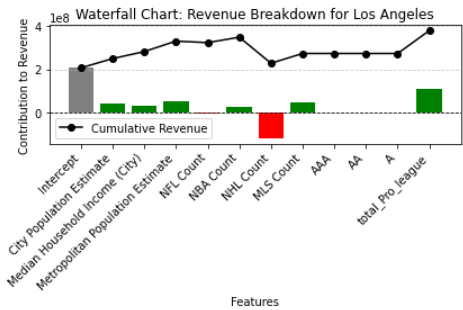 Waterfall Chart: Revenue Breakdown for Los Angeles
1e8
4
2
0
Contribution to Revenue
Cumulative Revenue
Intercept
City Population Estimate
Median Household Income (City)
Metropolitan Population Estimate
NFL Count
NBA Count
NHL Count
MLS Count
AAA
AA
A
total_Pro_league
Features